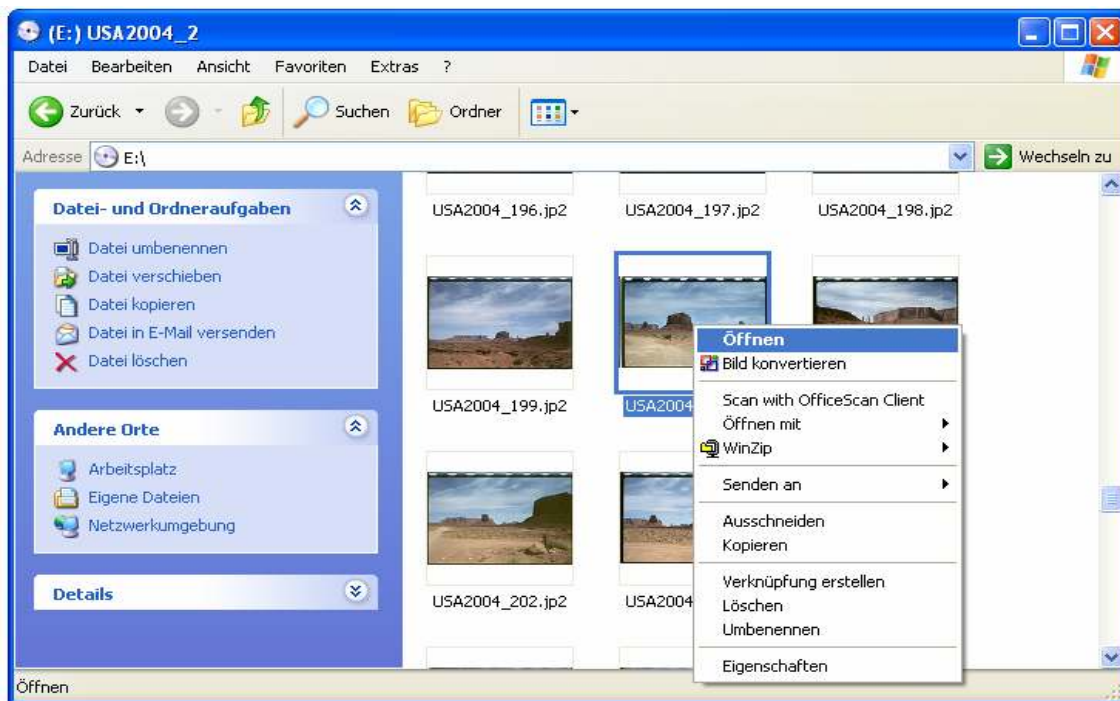 (E:) USA2004_2
Datei Bearbeiten Ansicht Favoriten Extras ?
Zurück Suchen Ordner
Adresse E:\ Wechseln zu
Datei- und Ordneraufgaben
Datei umbenennen
Datei verschieben
Datei kopieren
Datei in E-Mail versenden
Datei löschen
Andere Orte
Arbeitsplatz
Eigene Dateien
Netzwerkumgebung
Details
USA2004_196.jp2 USA2004_197.jp2 USA2004_198.jp2
USA2004_199.jp2 USA2004
USA2004_202.jp2 USA2004
Öffnen
Bild konvertieren
Scan with OfficeScan Client
Öffnen mit
WinZip
Senden an
Ausschneiden
Kopieren
Verknüpfung erstellen
Löschen
Umbenennen
Eigenschaften
Öffnen